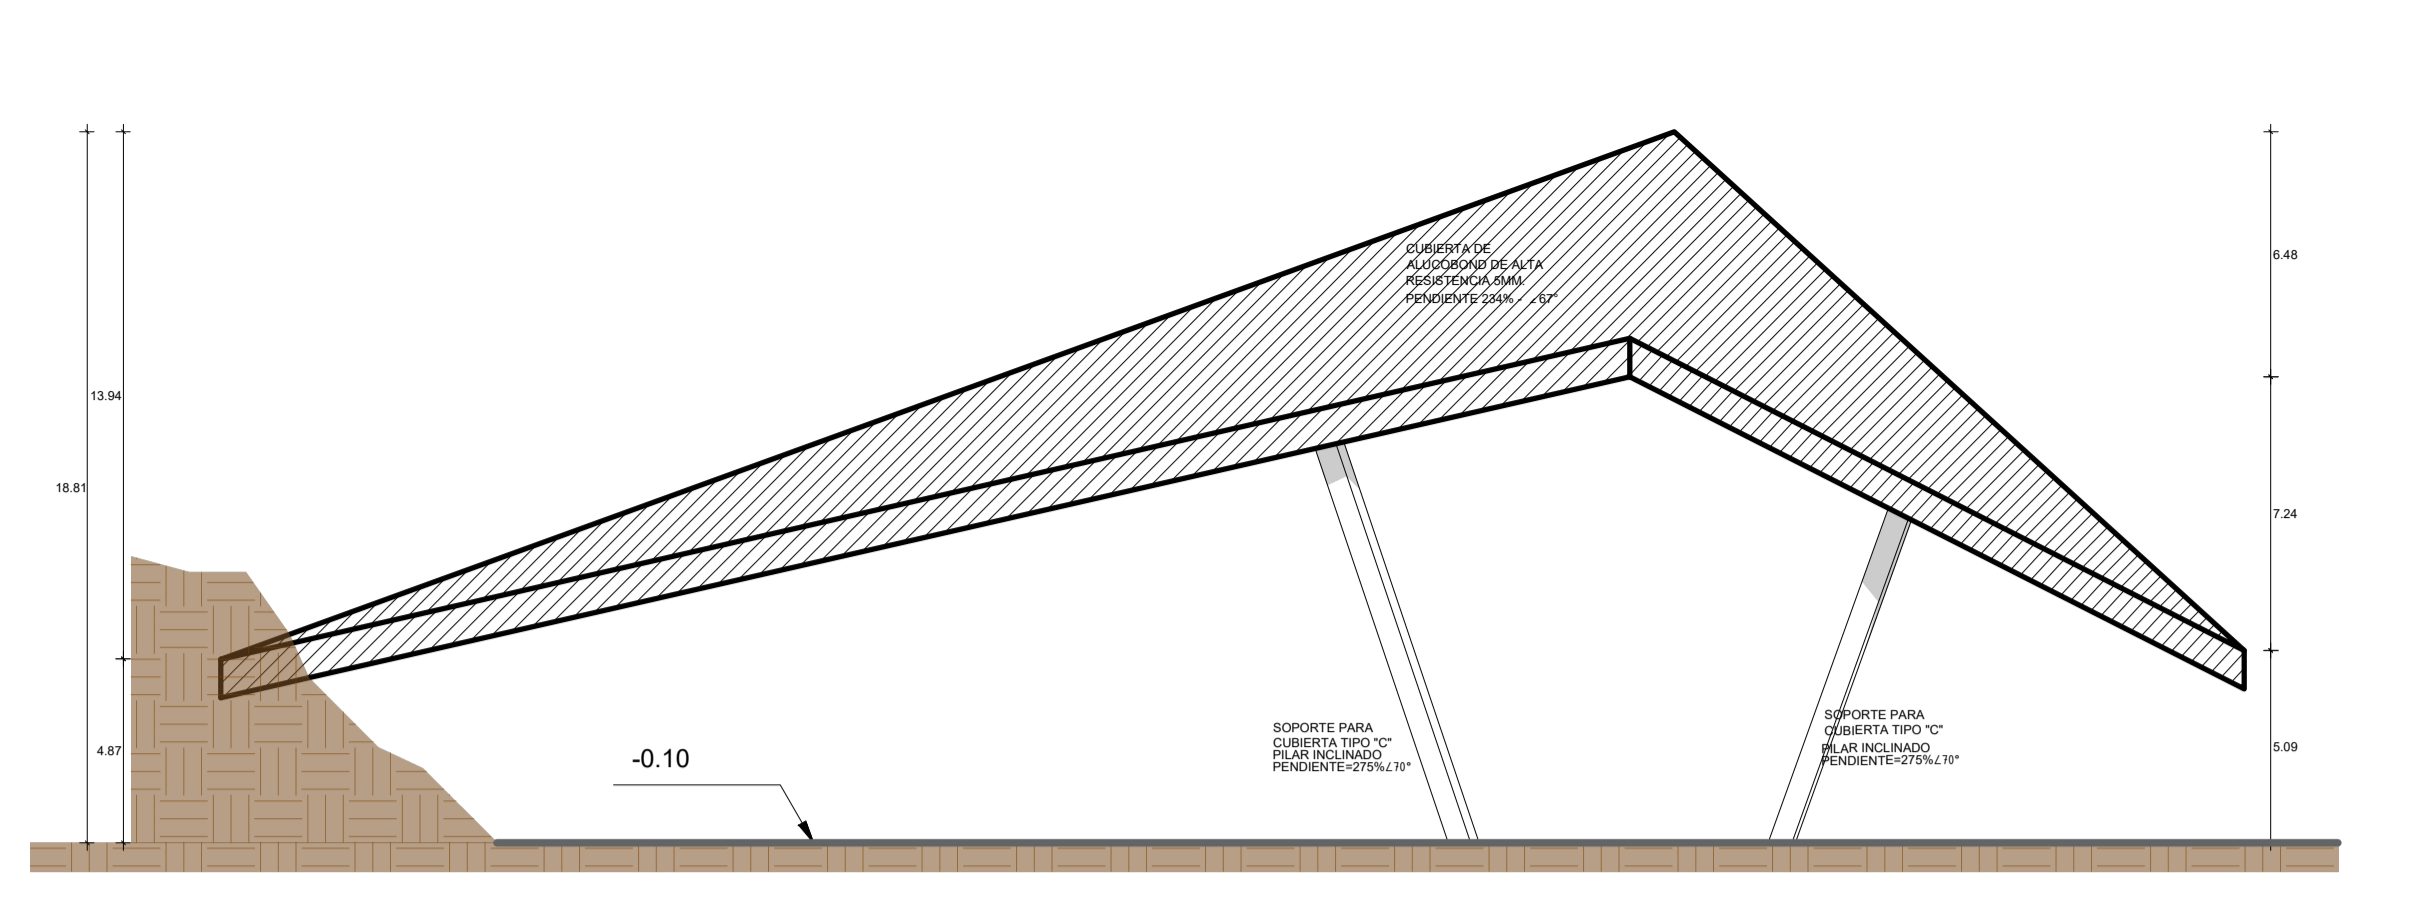 CUBIERTA DE
ALUCOBOND DE ALTA
RESISTENCIA 5MM.
PENDIENTE 234% - ∠67°
6.48
13.94
18.81
7.24
SOPORTE PARA
CUBIERTA TIPO "C"
PILAR INCLINADO
PENDIENTE=275%∠70°
SOPORTE PARA
CUBIERTA TIPO "C"
PILAR INCLINADO
PENDIENTE=275%∠70°
-0.10
4.87
5.09